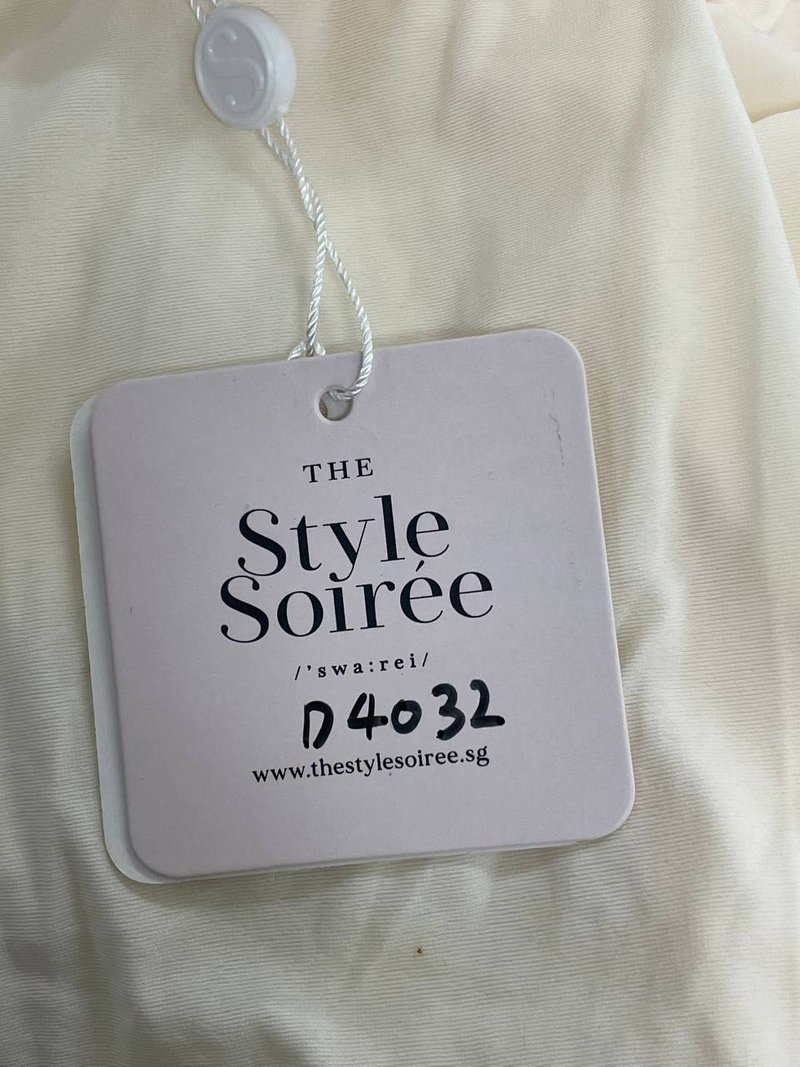 S
THE
Style
Soirée
/'swa:rei/
D4032
www.thestylesoiree.sg